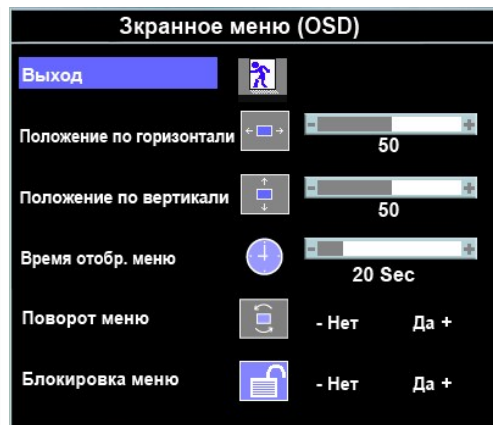 Зкранное меню (OSD)
Выход
Положение по горизонтали - +
50
Положение по вертикали - +
50
Время отобр. меню - +
20 Sec
Поворот меню - Нет Да +
Блокировка меню - Нет Да +